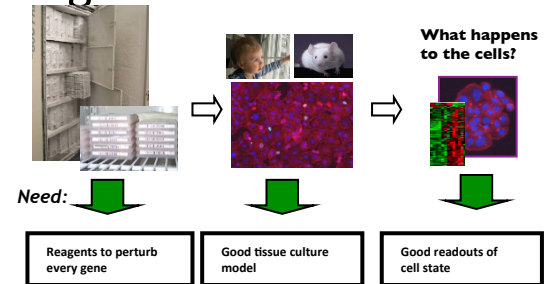 What happens
to the cells?
Need:
Reagents to perturb
every gene
Good tissue culture
model
Good readouts of
cell state